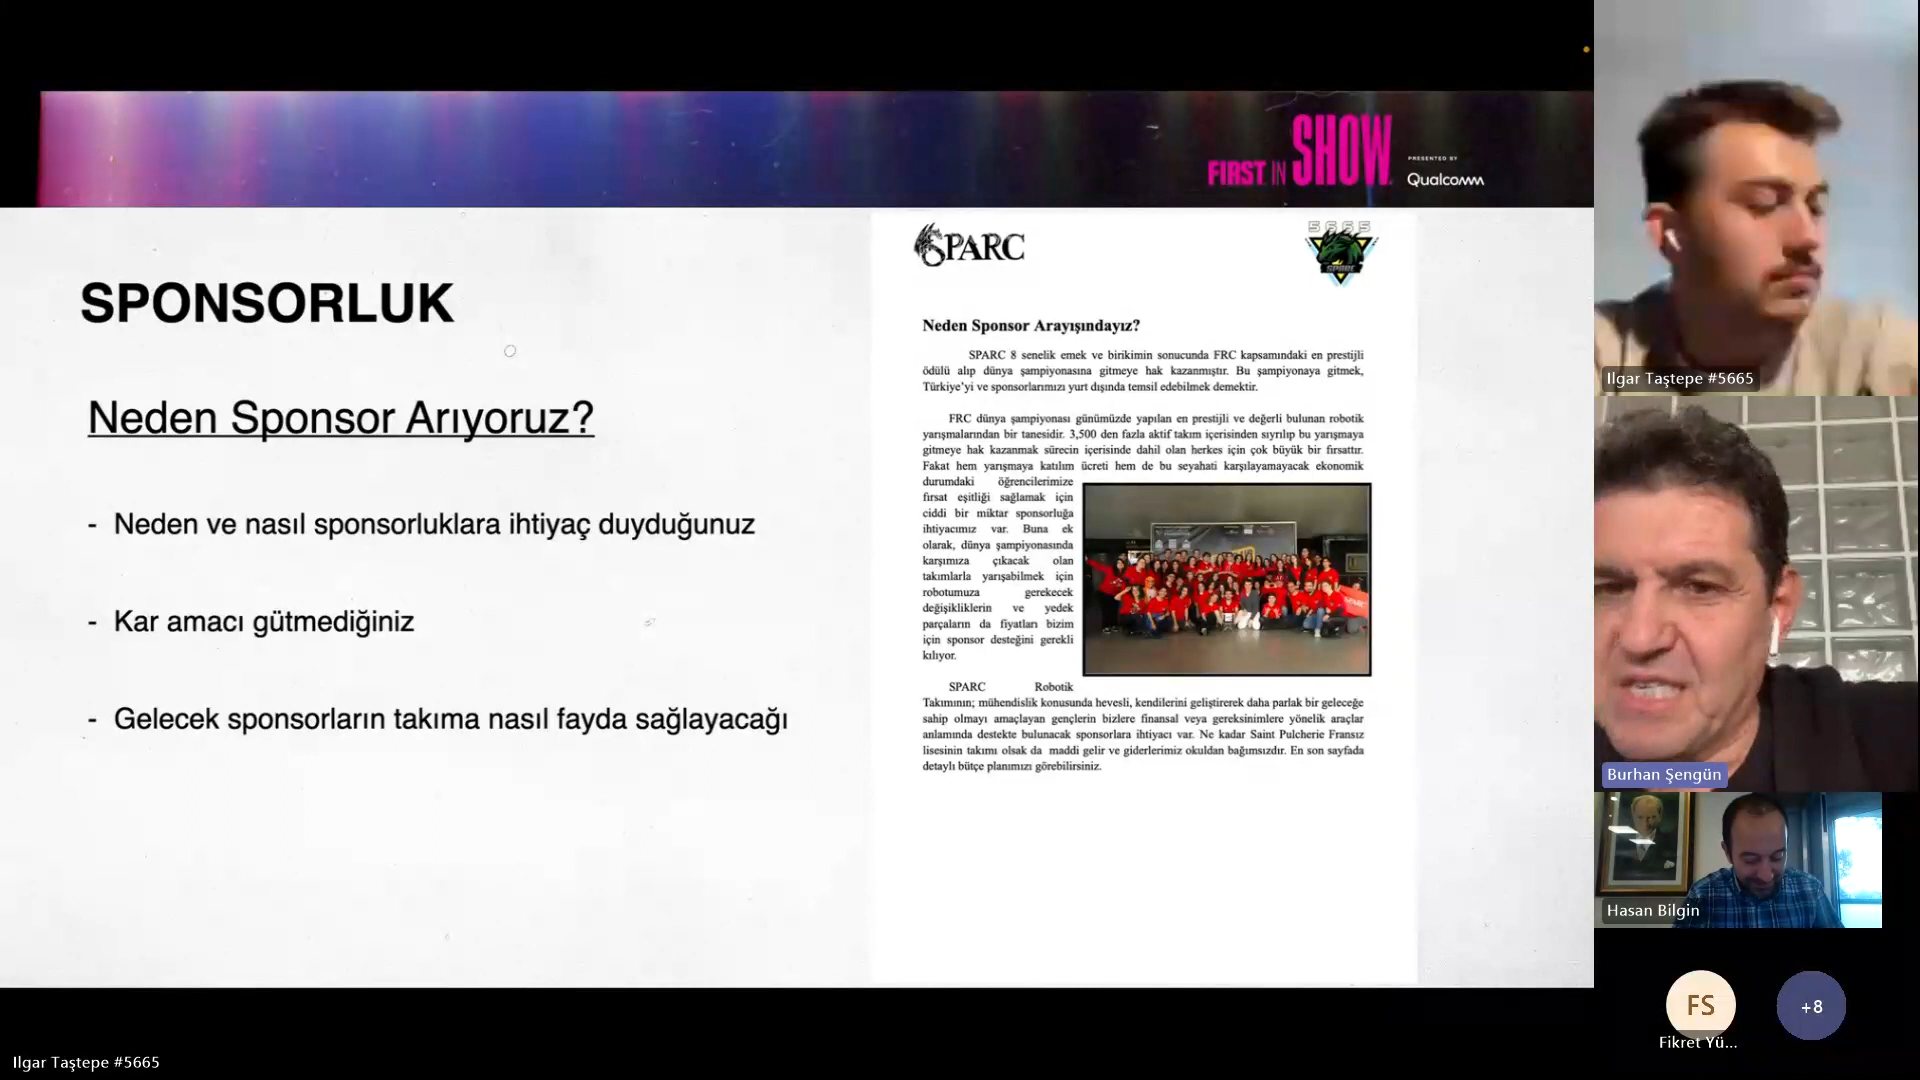 FIRST IN SHOW
PRESENTED BY
Qualcomm
SPONSORLUK
Neden Sponsor Arıyoruz?
- Neden ve nasıl sponsorluklara ihtiyaç duyduğunuz
- Kar amacı gütmediğiniz
- Gelecek sponsorların takıma nasıl fayda sağlayacağı
SPARC
5665
SPARC
Neden Sponsor Arayışındayız?
SPARC 8 senelik emek ve birikimin sonucunda FRC kapsamındaki en prestijli
ödülü alıp dünya şampiyonasına gitmeye hak kazanmıştır. Bu şampiyonaya gitmek,
Türkiye'yi ve sponsorlarımızı yurt dışında temsil edebilmek demektir.
FRC dünya şampiyonası günümüzde yapılan en prestijli ve değerli bulunan robotik
yarışmalarından bir tanesidir. 3,500 den fazla aktif takım içerisinden sıyrılıp bu yarışmaya
gitmeye hak kazanmak sürecin içerisinde dahil olan herkes için çok büyük bir fırsattır.
Fakat hem yarışmaya katılım ücreti hem de bu seyahati karşılayamayacak ekonomik
durumdaki öğrencilerimize
fırsat eşitliği sağlamak için
ciddi bir miktar sponsorluğa
ihtiyacımız var. Buna ek
olarak, dünya şampiyonasında
karşımıza çıkacak olan
takımlarla yarışabilmek için
robotumuza gerekecek
değişikliklerin ve yedek
parçaların da fiyatları bizim
için sponsor desteğini gerekli
kılıyor.
SPARC Robotik
Takımının; mühendislik konusunda hevesli, kendilerini geliştirerek daha parlak bir geleceğe
sahip olmayı amaçlayan gençlerin bizlere finansal veya gereksinimlere yönelik araçlar
anlamında destekte bulunacak sponsorlara ihtiyacı var. Ne kadar Saint Pulcherie Fransız
lisesinin takımı olsak da maddi gelir ve giderlerimiz okuldan bağımsızdır. En son sayfada
detaylı bütçe planımızı görebilirsiniz.
Ilgar Taştepe #5665
Burhan Şengün
Hasan Bilgin
FS
+8
Fikret Yü...
Ilgar Taştepe #5665